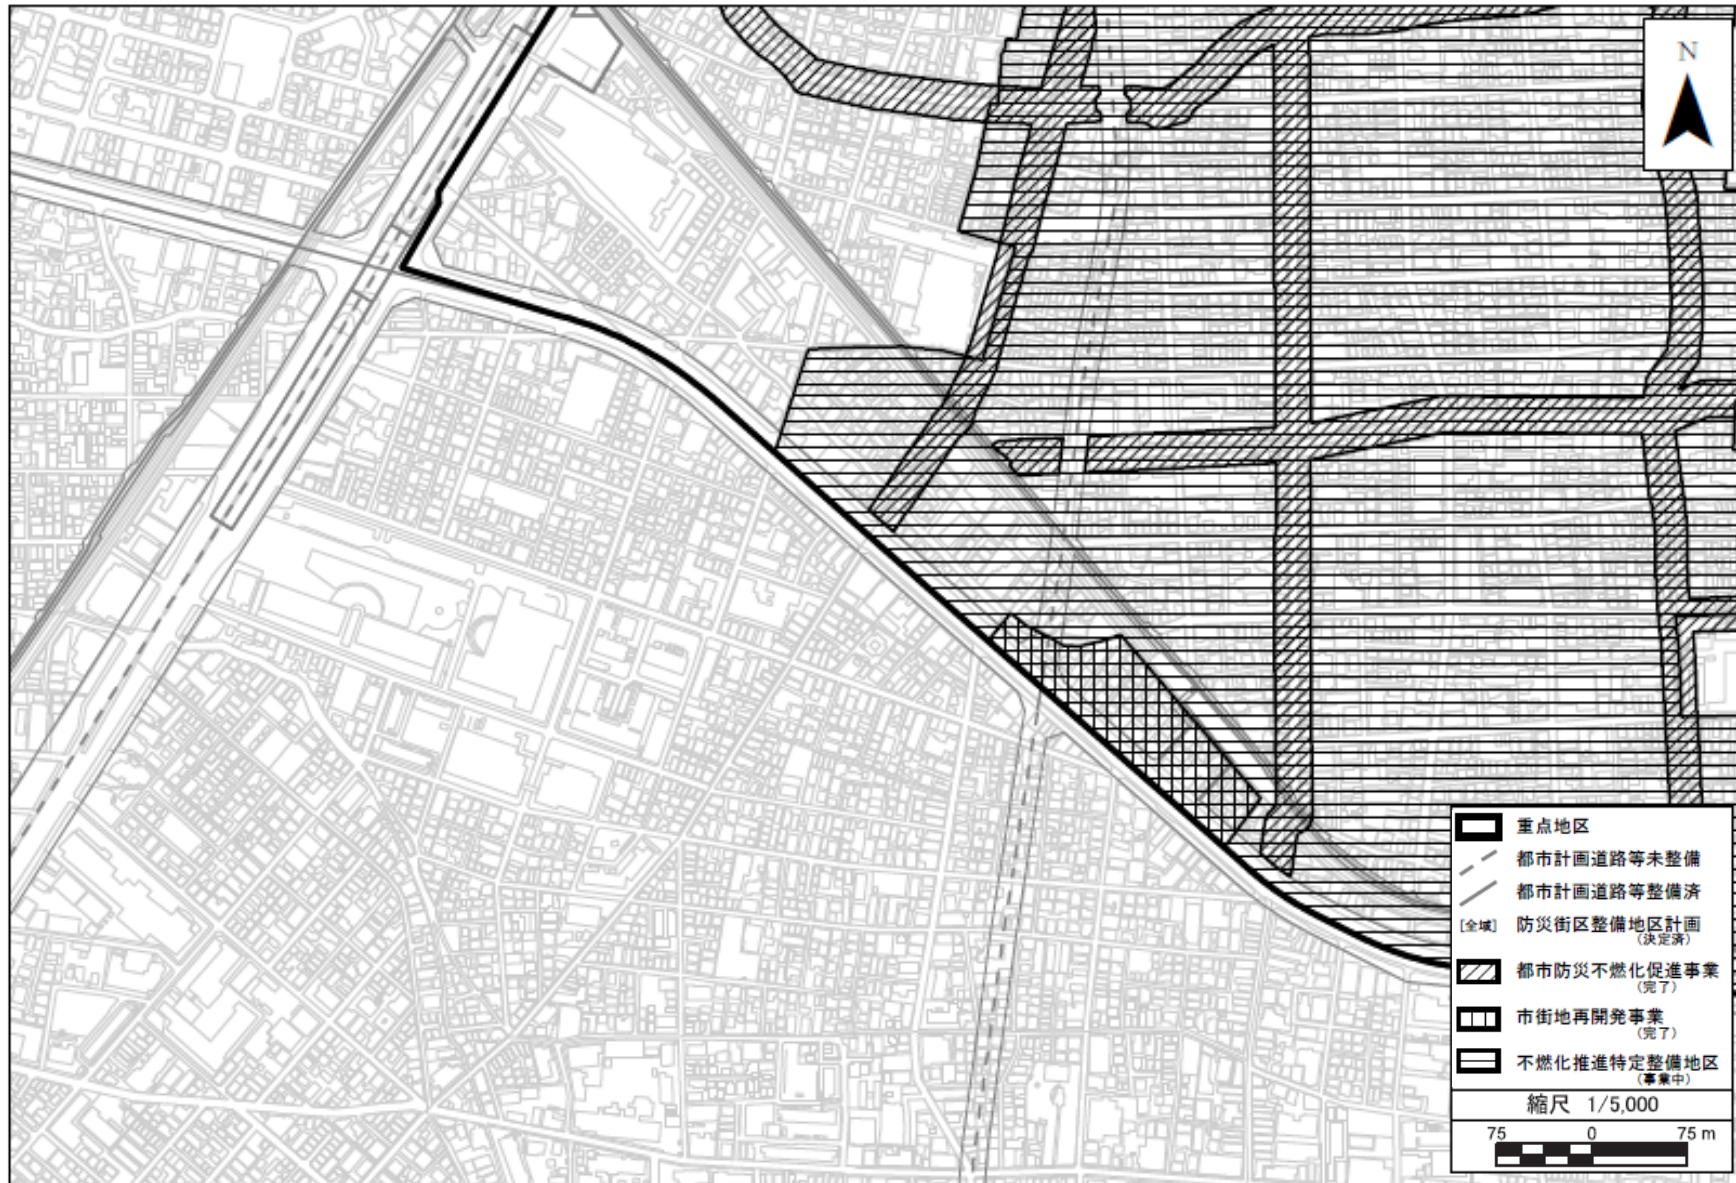 N
重点地区
都市計画道路等未整備
都市計画道路等整備済
[全域] 防災街区整備地区計画
(決定済)
都市防災不燃化促進事業
(完了)
市街地再開発事業
(完了)
不燃化推進特定整備地区
(事業中)
縮尺 1/5,000
75 0 75 m